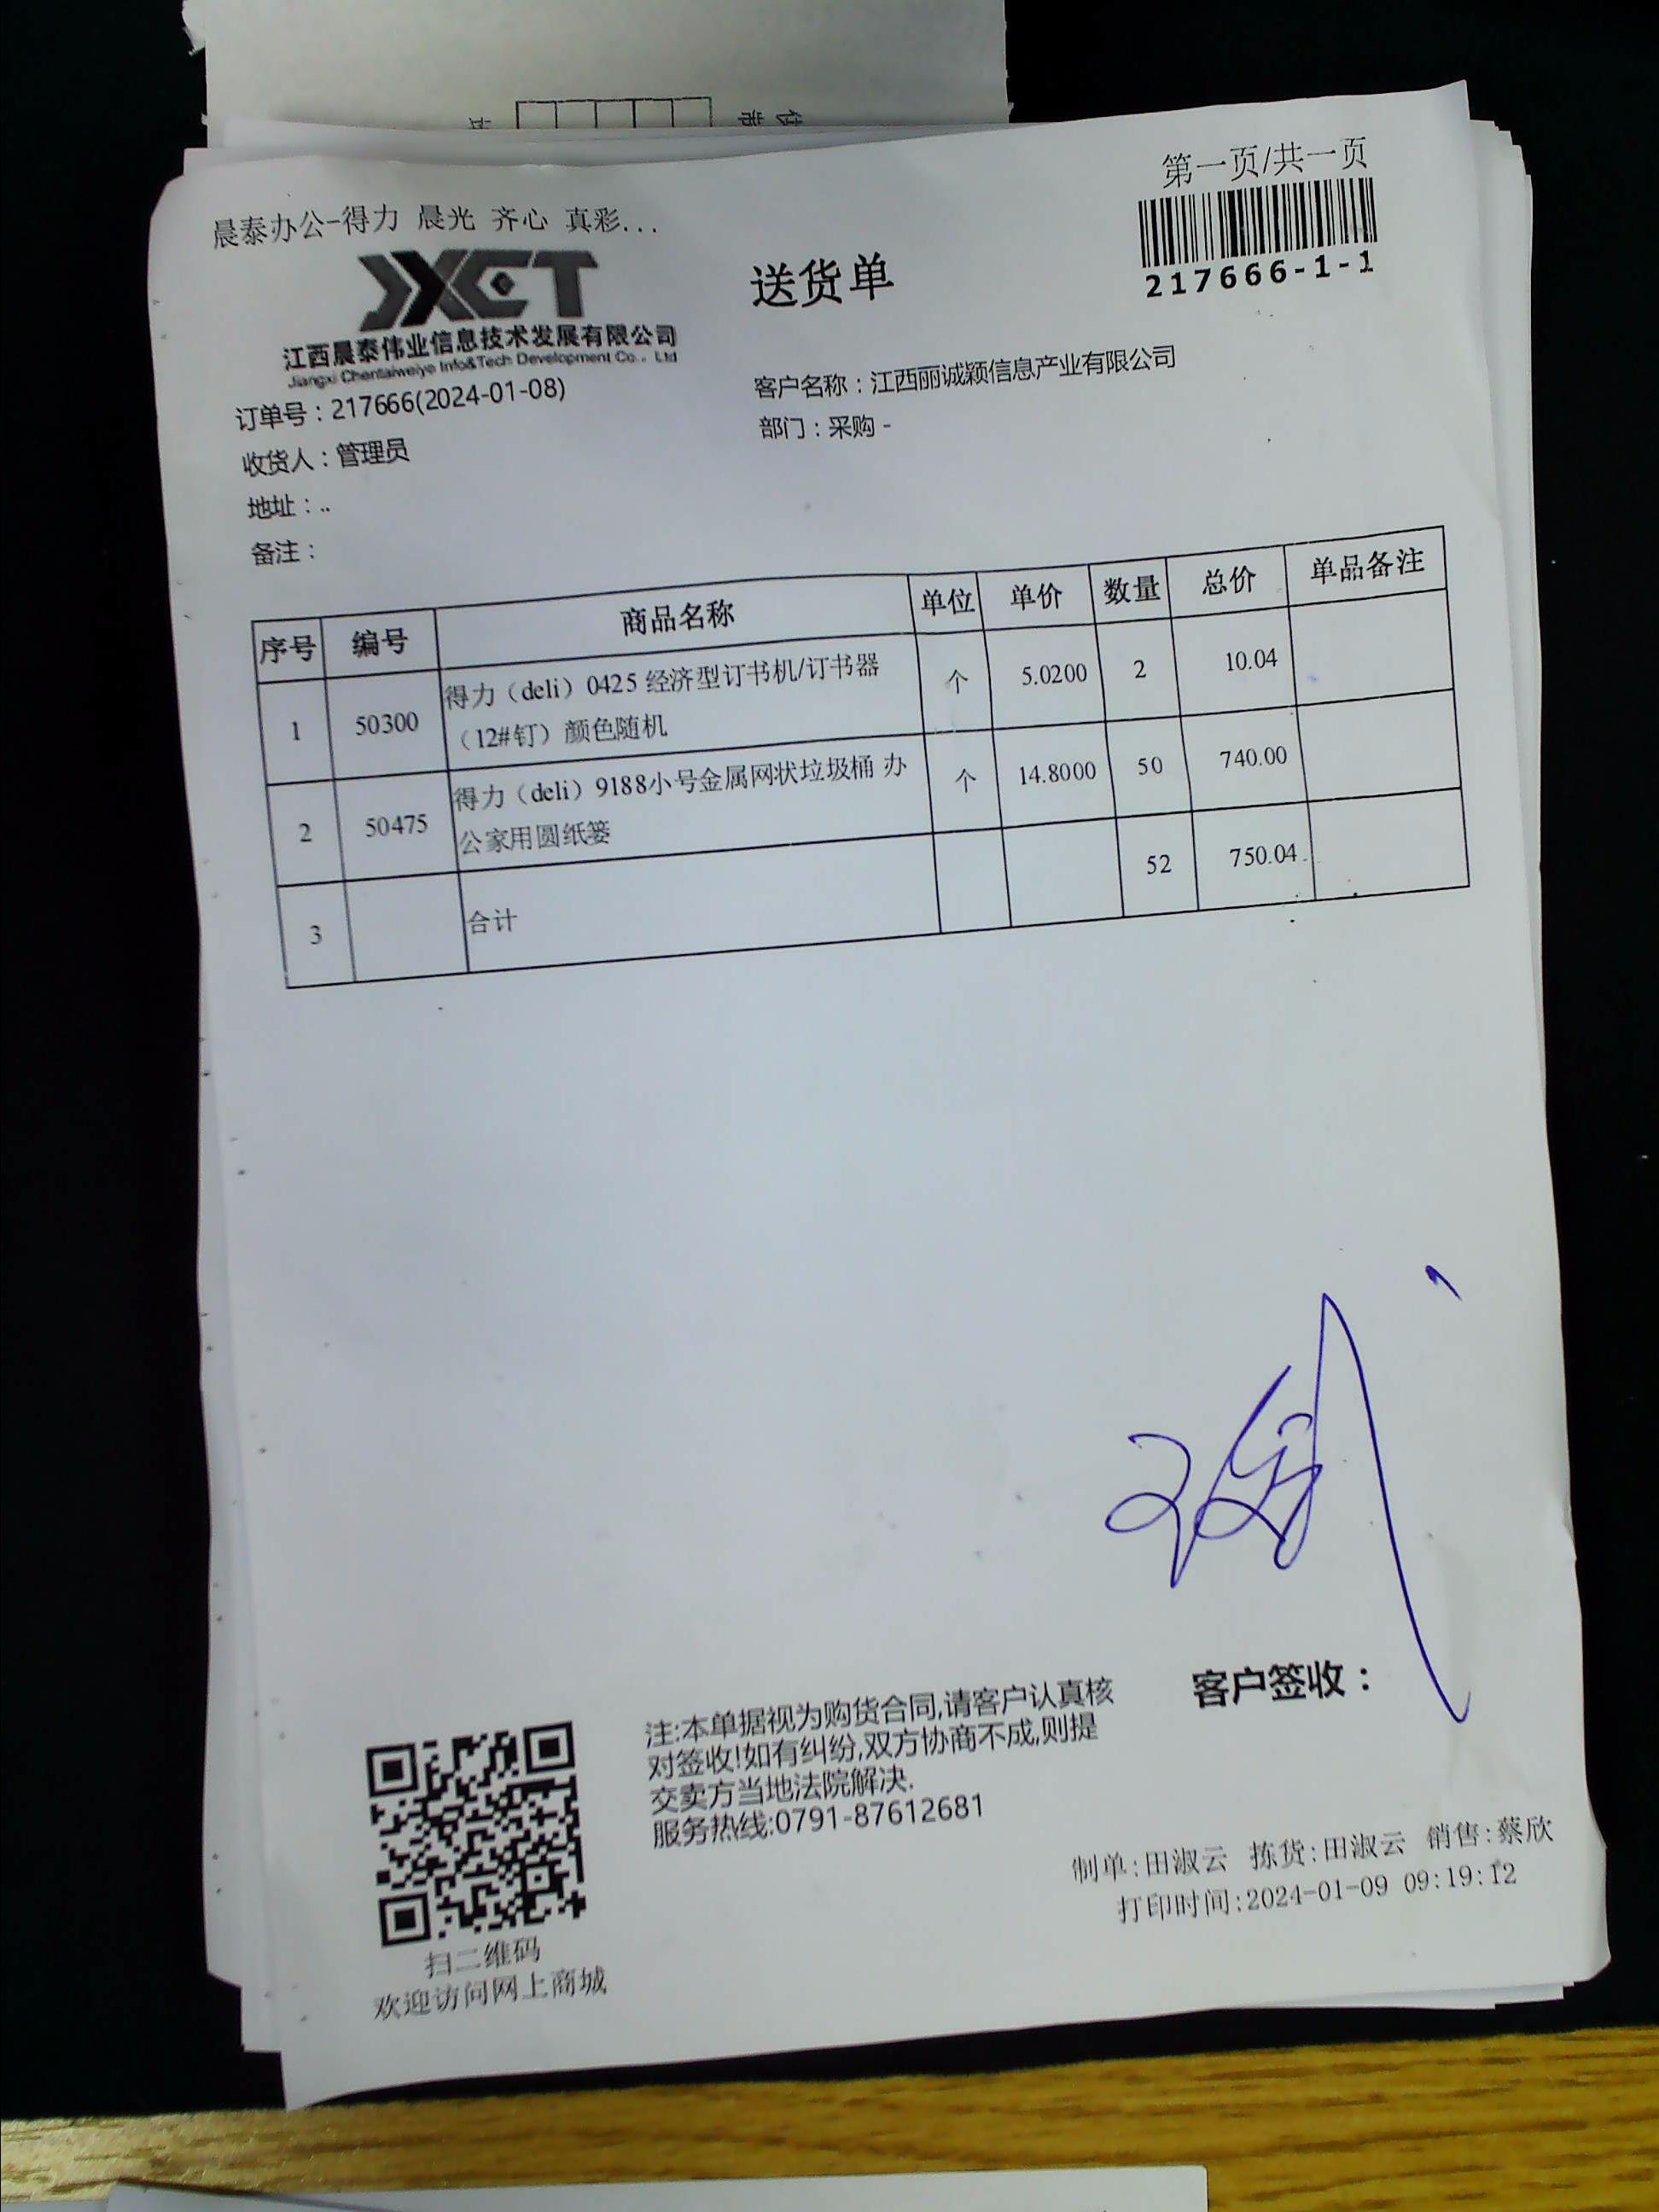 第一页/共一页
晨泰办公-得力 晨光 齐心 真彩...
217666-1-1
JXCT
送货单
江西晨泰伟业信息技术发展有限公司
Jiangxi Chentaiweiye Info&Tech Development Co., Ltd
订单号：217666(2024-01-08)
客户名称：江西丽诚颖信息产业有限公司
收货人：管理员
部门：采购 -
地址：..
备注：
序号 编号 商品名称 单位 单价 数量 总价 单品备注
1 50300 得力（deli）0425 经济型订书机/订书器 个 5.0200 2 10.04
（12#钉）颜色随机
2 50475 得力（deli）9188小号金属网状垃圾桶 办 个 14.8000 50 740.00
公家用圆纸篓
3 合计 52 750.04
客户签收：
注:本单据视为购货合同,请客户认真核
对签收!如有纠纷,双方协商不成,则提
交卖方当地法院解决.
服务热线:0791-87612681
制单:田淑云 拣货:田淑云 销售:蔡欣
打印时间:2024-01-09 09:19:12
扫二维码
欢迎访问网上商城